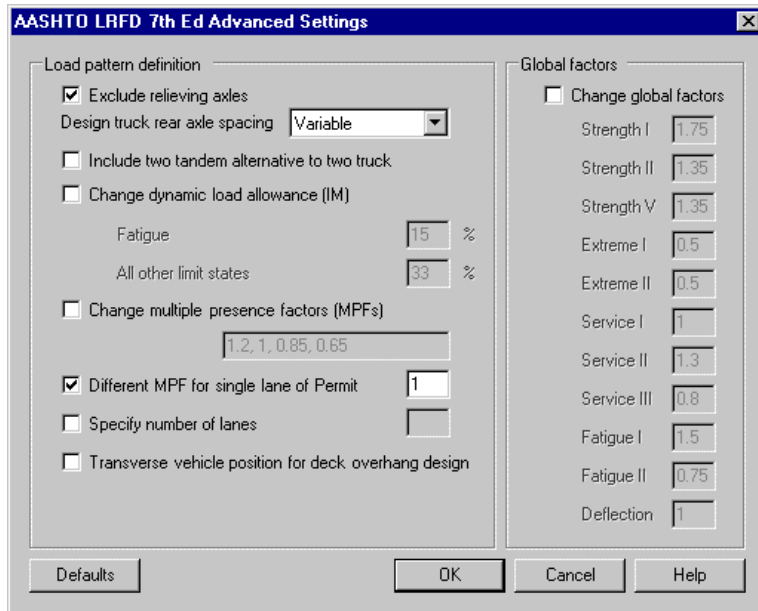 AASHTO LRFD 7th Ed Advanced Settings
Load pattern definition
Exclude relieving axles
Design truck rear axle spacing Variable
Include two tandem alternative to two truck
Change dynamic load allowance (IM)
Fatigue 15 %
All other limit states 33 %
Change multiple presence factors (MPFs)
1.2, 1, 0.85, 0.65
Different MPF for single lane of Permit 1
Specify number of lanes
Transverse vehicle position for deck overhang design
Global factors
Change global factors
Strength I 1.75
Strength II 1.35
Strength V 1.35
Extreme I 0.5
Extreme II 0.5
Service I 1
Service II 1.3
Service III 0.8
Fatigue I 1.5
Fatigue II 0.75
Deflection 1
Defaults OK Cancel Help